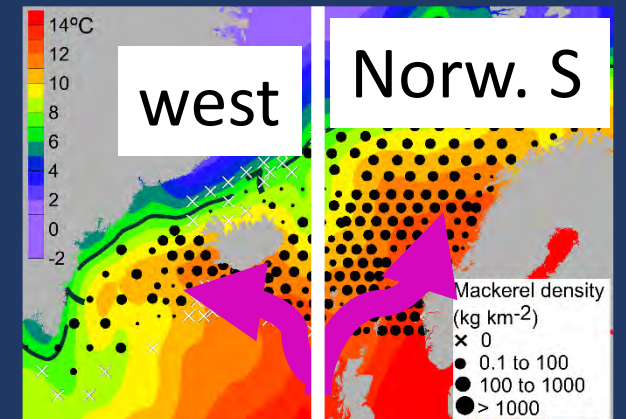 14ºC
12
10
8
6
4
2
0
-2
west
Norw. S
Mackerel density
(kg km-2)
× 0
0.1 to 100
100 to 1000
> 1000